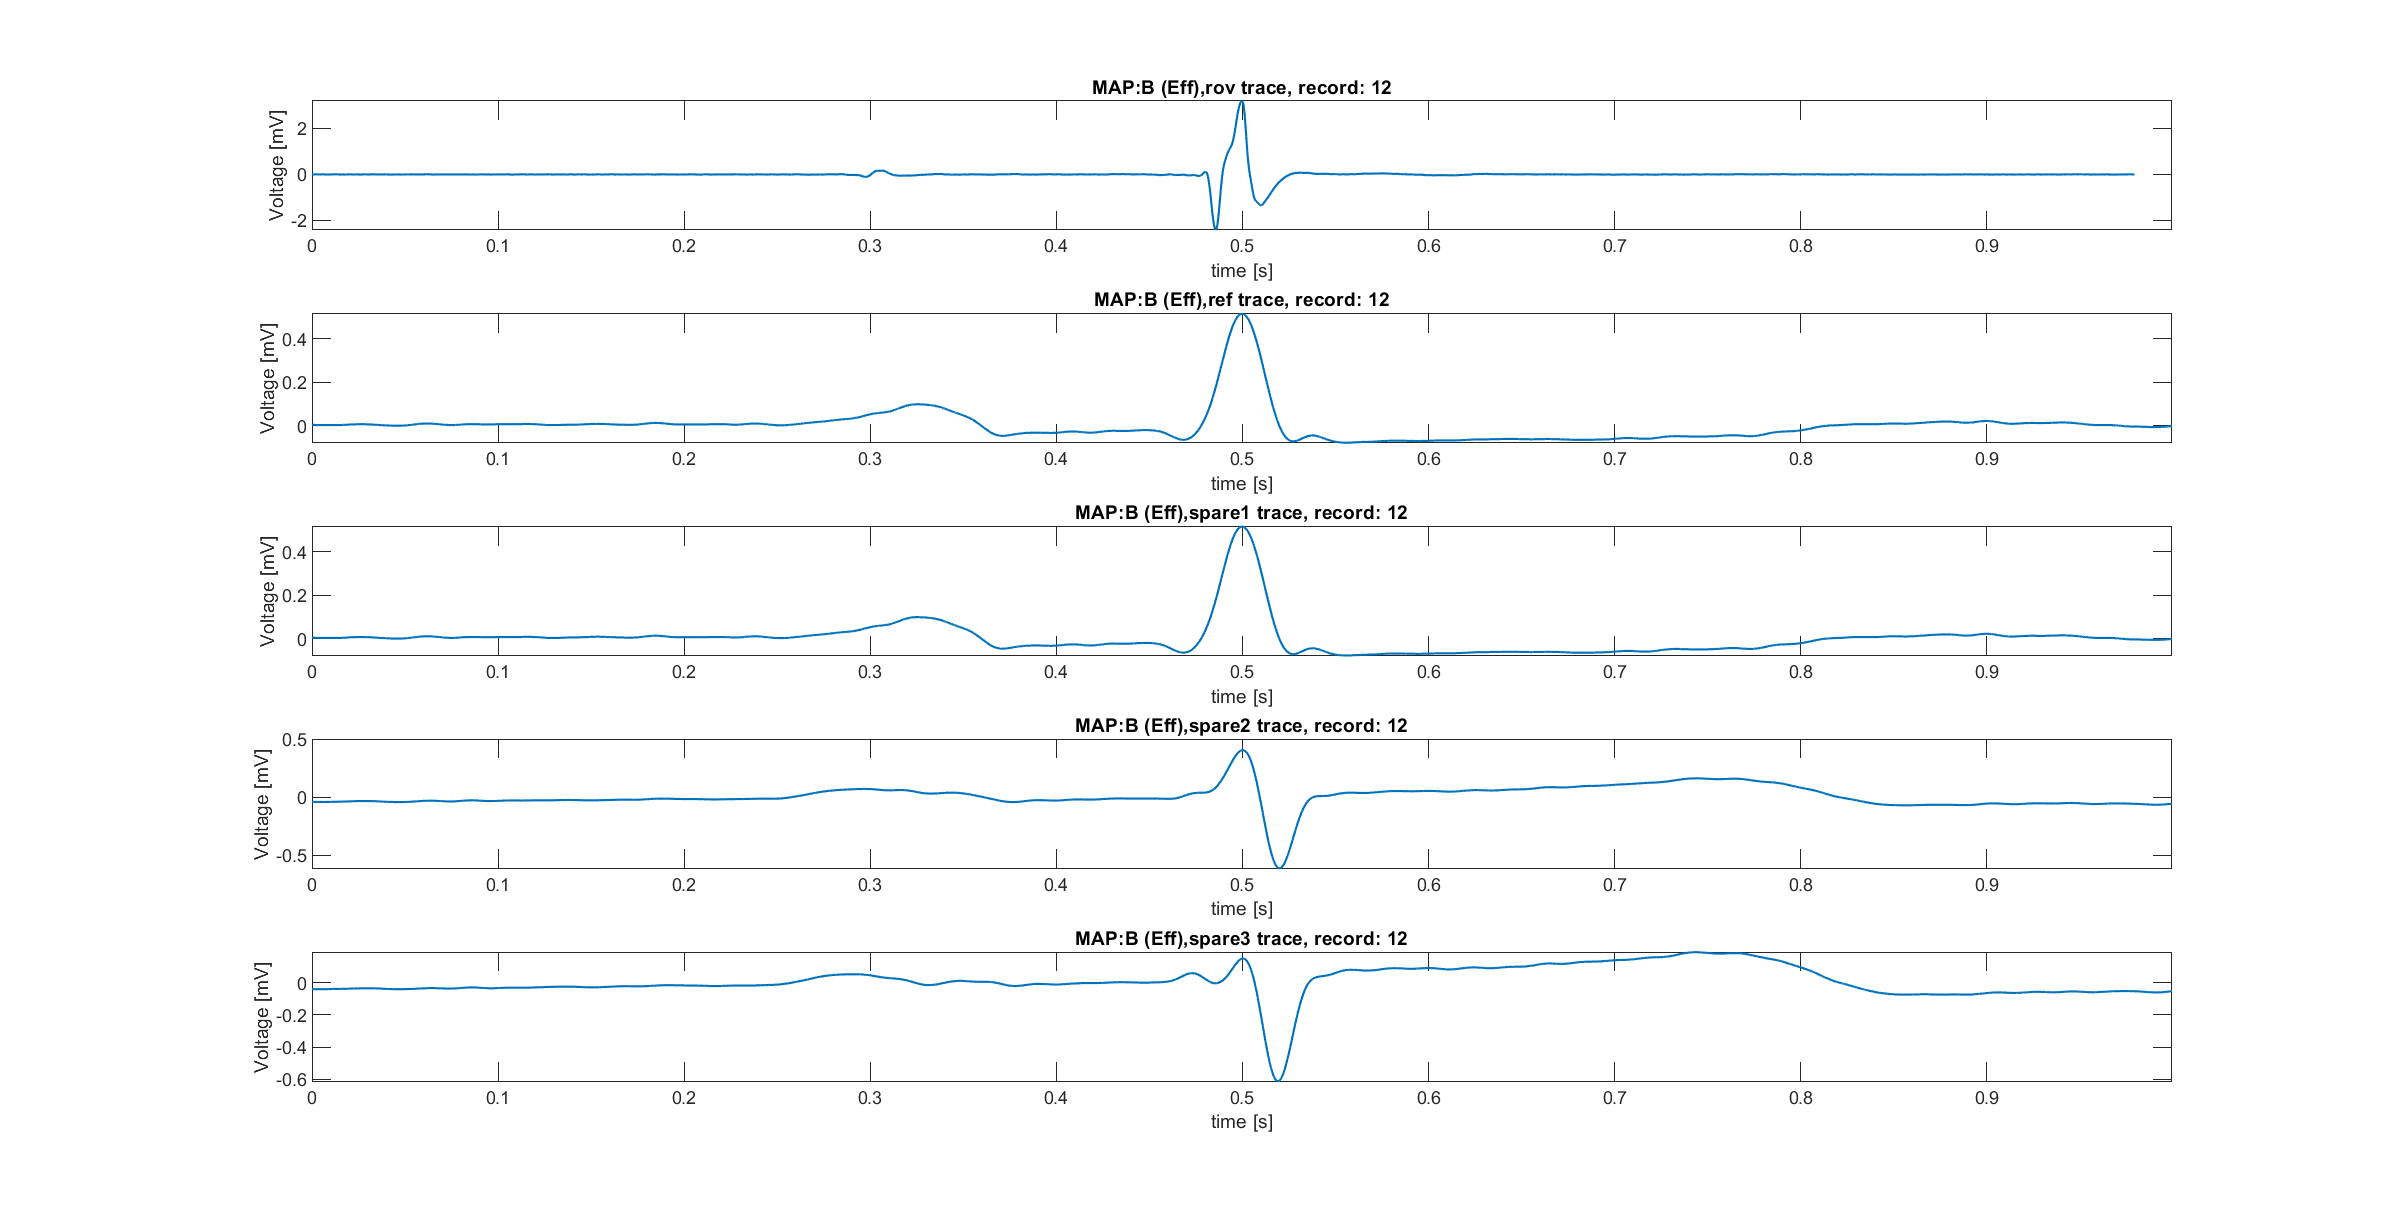 MAP:B (Eff),rov trace, record: 12
Voltage [mV]
2
0
-2
0 0.1 0.2 0.3 0.4 0.5 0.6 0.7 0.8 0.9
time [s]
MAP:B (Eff),ref trace, record: 12
Voltage [mV]
0.4
0.2
0
0 0.1 0.2 0.3 0.4 0.5 0.6 0.7 0.8 0.9
time [s]
MAP:B (Eff),spare1 trace, record: 12
Voltage [mV]
0.4
0.2
0
0 0.1 0.2 0.3 0.4 0.5 0.6 0.7 0.8 0.9
time [s]
MAP:B (Eff),spare2 trace, record: 12
Voltage [mV]
0.5
0
-0.5
0 0.1 0.2 0.3 0.4 0.5 0.6 0.7 0.8 0.9
time [s]
MAP:B (Eff),spare3 trace, record: 12
Voltage [mV]
0
-0.2
-0.4
-0.6
0 0.1 0.2 0.3 0.4 0.5 0.6 0.7 0.8 0.9
time [s]